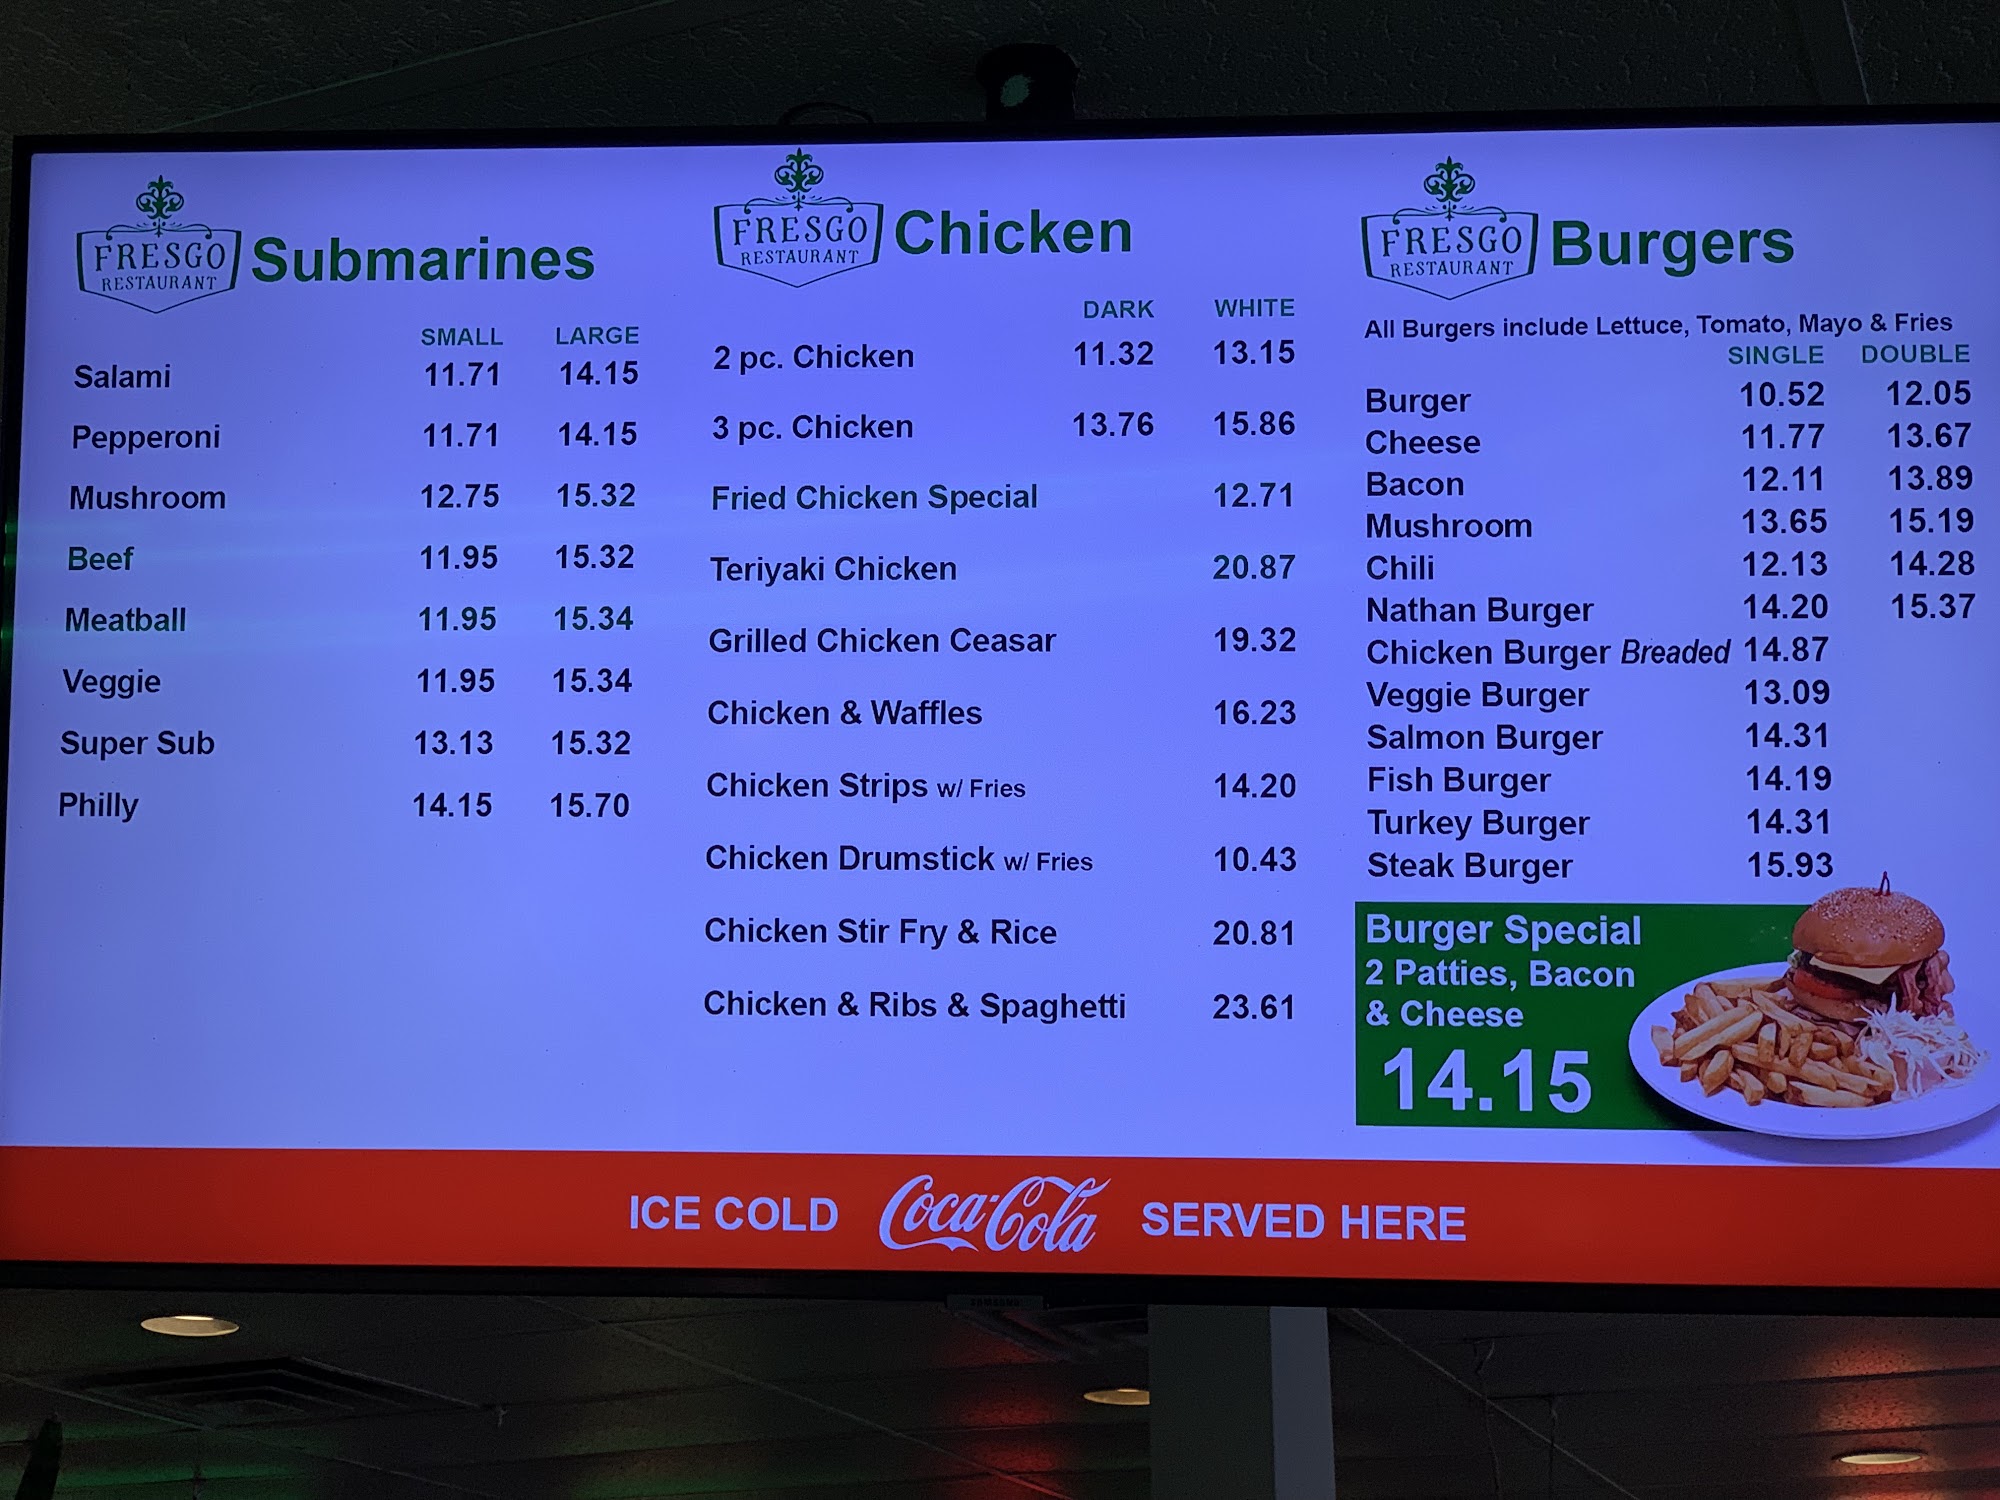 FRESGO
RESTAURANT
Submarines
SMALL LARGE
Salami 11.71 14.15
Pepperoni 11.71 14.15
Mushroom 12.75 15.32
Beef 11.95 15.32
Meatball 11.95 15.34
Veggie 11.95 15.34
Super Sub 13.13 15.32
Philly 14.15 15.70
FRESGO
RESTAURANT
Chicken
DARK WHITE
2 pc. Chicken 11.32 13.15
3 pc. Chicken 13.76 15.86
Fried Chicken Special 12.71
Teriyaki Chicken 20.87
Grilled Chicken Ceasar 19.32
Chicken & Waffles 16.23
Chicken Strips w/ Fries 14.20
Chicken Drumstick w/ Fries 10.43
Chicken Stir Fry & Rice 20.81
Chicken & Ribs & Spaghetti 23.61
FRESGO
RESTAURANT
Burgers
All Burgers include Lettuce, Tomato, Mayo & Fries
SINGLE DOUBLE
Burger 10.52 12.05
Cheese 11.77 13.67
Bacon 12.11 13.89
Mushroom 13.65 15.19
Chili 12.13 14.28
Nathan Burger 14.20 15.37
Chicken Burger Breaded 14.87
Veggie Burger 13.09
Salmon Burger 14.31
Fish Burger 14.19
Turkey Burger 14.31
Steak Burger 15.93
Burger Special
2 Patties, Bacon
& Cheese
14.15
ICE COLD Coca-Cola SERVED HERE
SAMSUNG